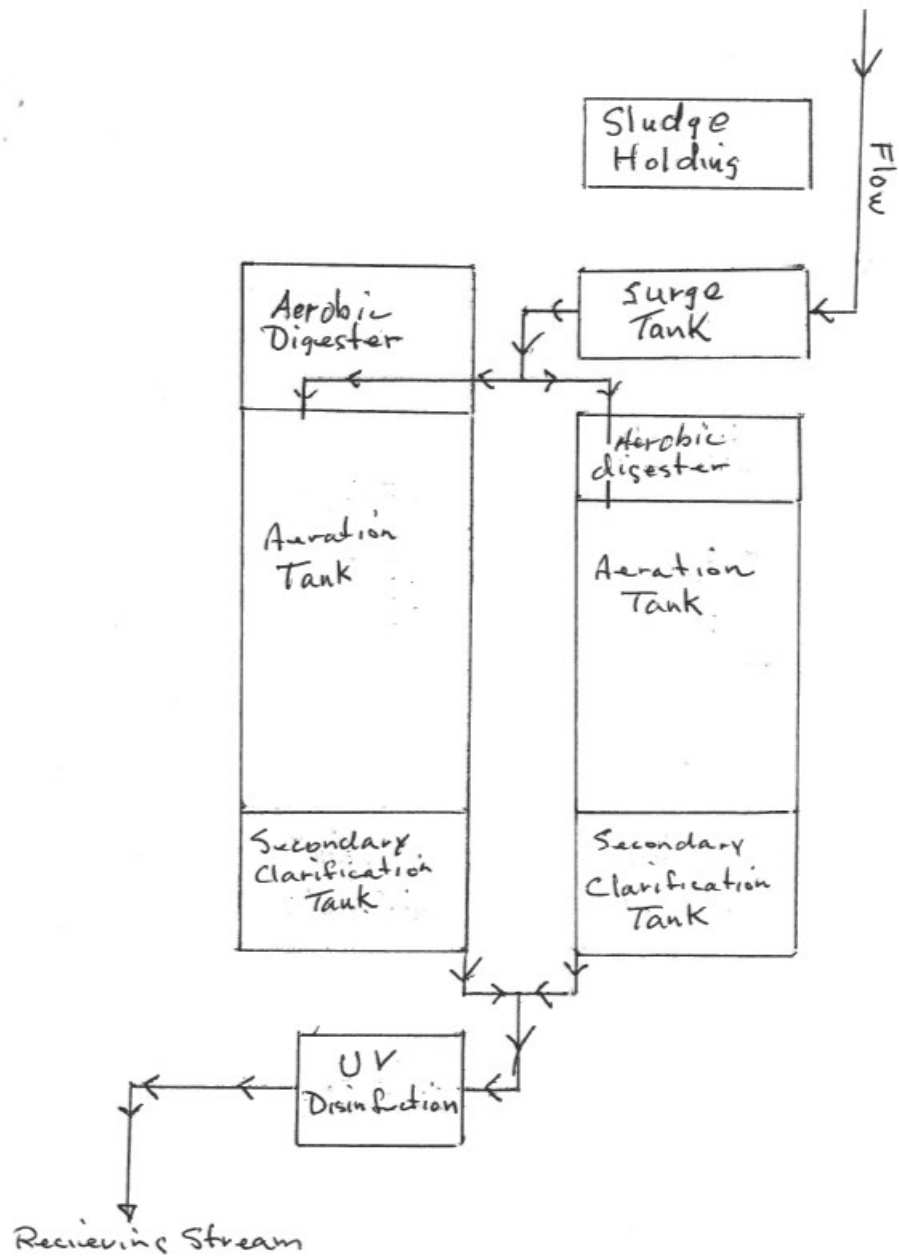 Sludge
Holding
Flow
Surge
Tank
Aerobic
Digester
Aerobic
digester
Aeration
Tank
Aeration
Tank
Secondary
Clarification
Tank
Secondary
Clarification
Tank
UV
Disinfection
Recieving Stream